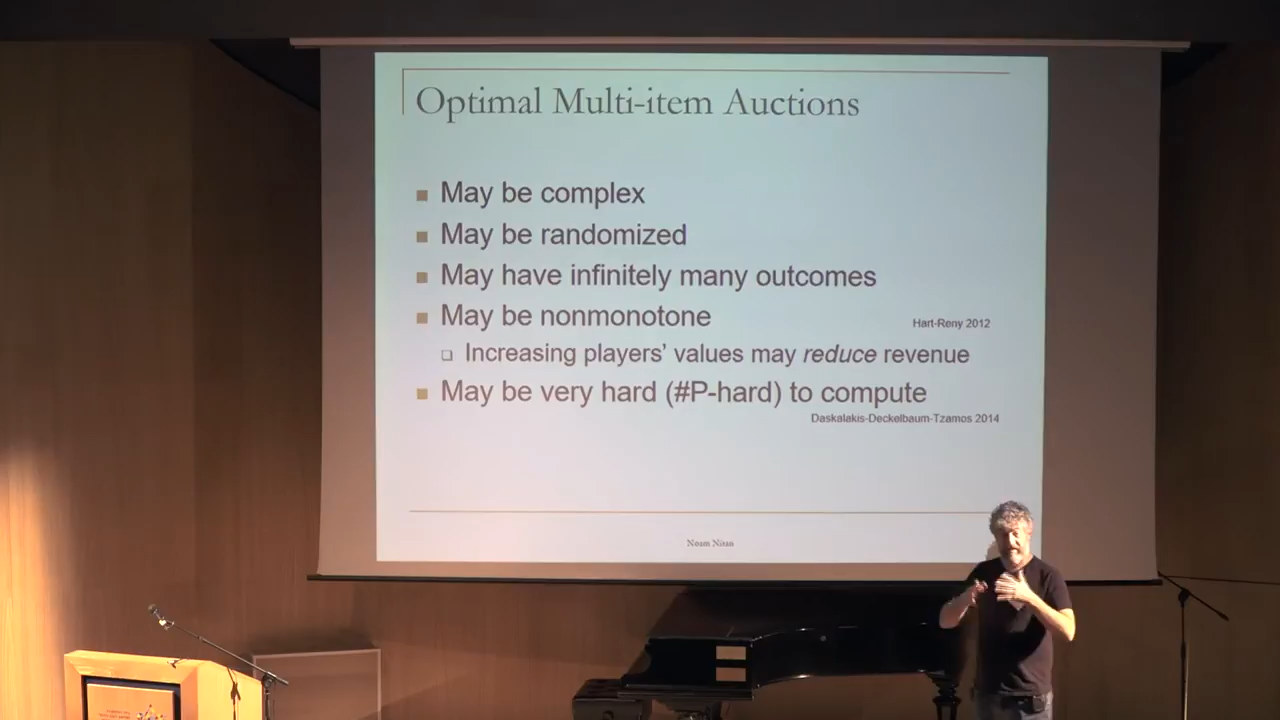 Optimal Multi-item Auctions
May be complex
May be randomized
May have infinitely many outcomes
May be nonmonotone
Hart-Reny 2012
Increasing players' values may reduce revenue
May be very hard (#P-hard) to compute
Daskalakis-Deckelbaum-Tzamos 2014
Noam Nisan